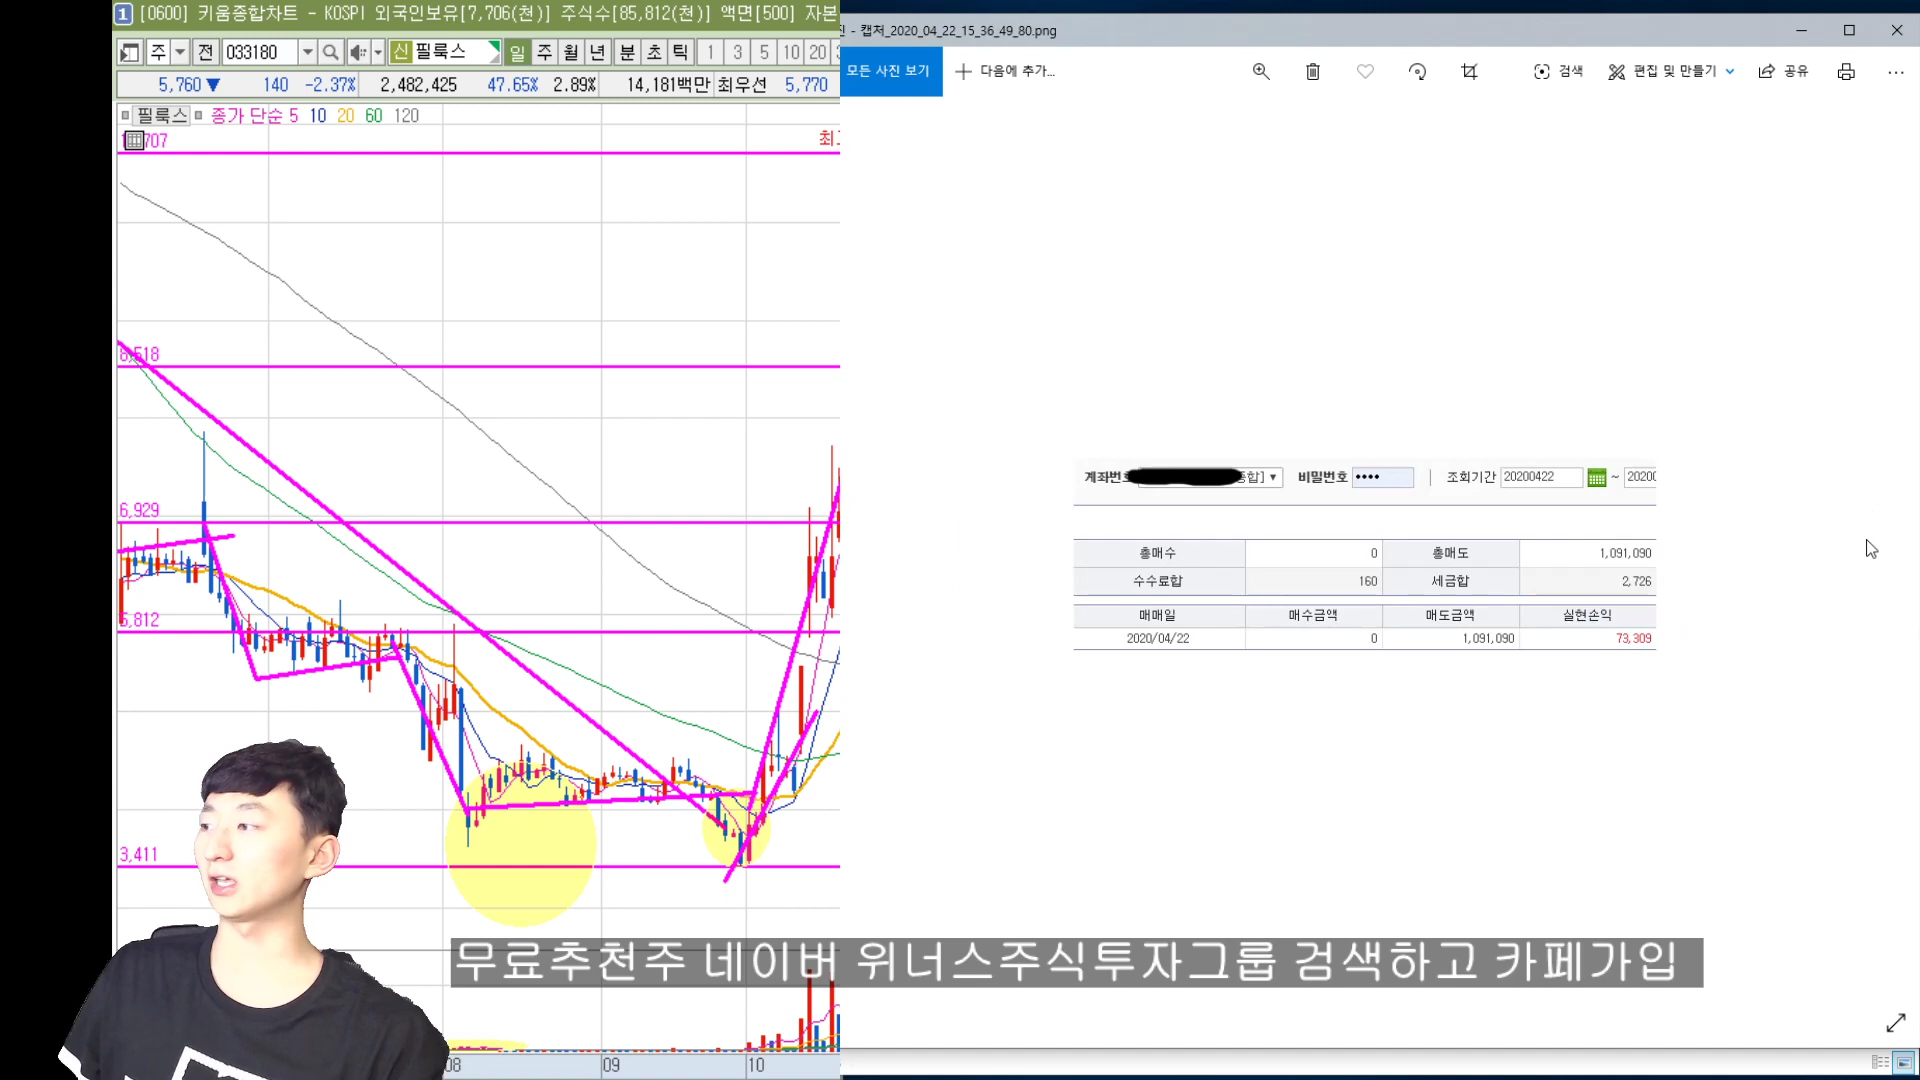 1 [0600] 키움종합차트 - KOSPI 외국인보유[7,706(천)] 주식수[85,812(천)] 액면[500] 자본
주 전 033180 신 필룩스 일 주 월 년 분 초 틱 1 3 5 10 20
5,760 ▼ 140 -2.37% 2,482,425 47.65% 2.89% 14,181백만 최우선 5,770
필룩스 종가 단순 5 10 20 60 120
707
최고
8,518
6,929
5,812
3,411
08 09 10
- 캡처_2020_04_22_15_36_49_80.png
모든 사진 보기 + 다음에 추가... 검색 편집 및 만들기 공유 ...
종합] ▼ 비밀번호 •••• 조회기간 20200422 ~
총매수 0 총매도 1,091,090
수수료합 160 세금합 2,726
매매일 매수금액 매도금액 실현손익
2020/04/22 0 1,091,090 73,309
무료추천주 네이버 위너스주식투자그룹 검색하고 카페가입